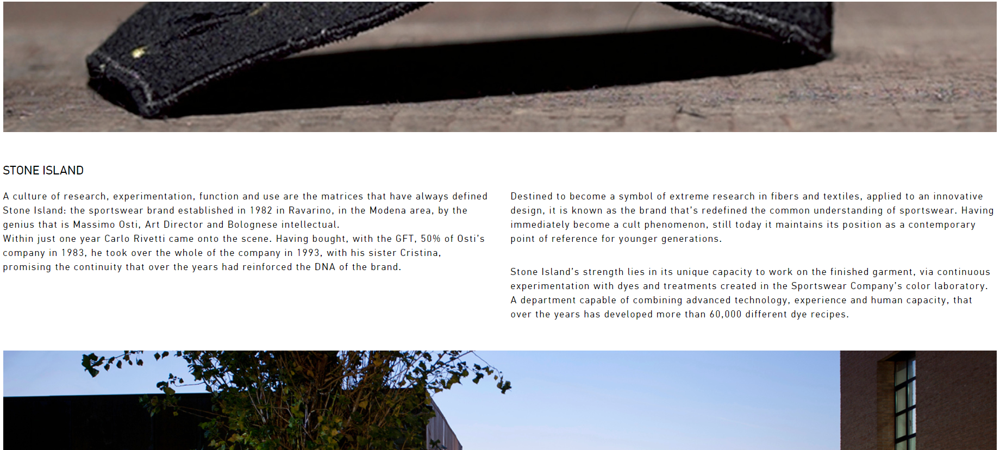 STONE ISLAND
A culture of research, experimentation, function and use are the matrices that have always defined
Stone Island: the sportswear brand established in 1982 in Ravarino, in the Modena area, by the
genius that is Massimo Osti, Art Director and Bolognese intellectual.
Within just one year Carlo Rivetti came onto the scene. Having bought, with the GFT, 50% of Osti’s
company in 1983, he took over the whole of the company in 1993, with his sister Cristina,
promising the continuity that over the years had reinforced the DNA of the brand.
Destined to become a symbol of extreme research in fibers and textiles, applied to an innovative
design, it is known as the brand that’s redefined the common understanding of sportswear. Having
immediately become a cult phenomenon, still today it maintains its position as a contemporary
point of reference for younger generations.
Stone Island’s strength lies in its unique capacity to work on the finished garment, via continuous
experimentation with dyes and treatments created in the Sportswear Company’s color laboratory.
A department capable of combining advanced technology, experience and human capacity, that
over the years has developed more than 60,000 different dye recipes.